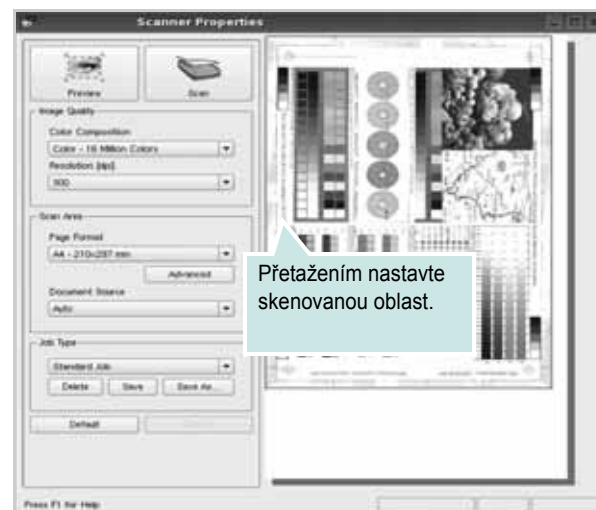 Scanner Properties
Preview
Scan
Image Quality
Color Composition
Color - 16 Million Colors
Resolution [dpi]
300
Scan Area
Page Format
A4 - 210x297 mm
Advanced
Document Source
Auto
Job Type
Standard Job
Delete
Save
Save As...
Default
Přetažením nastavte
skenovanou oblast.
Press F1 for Help